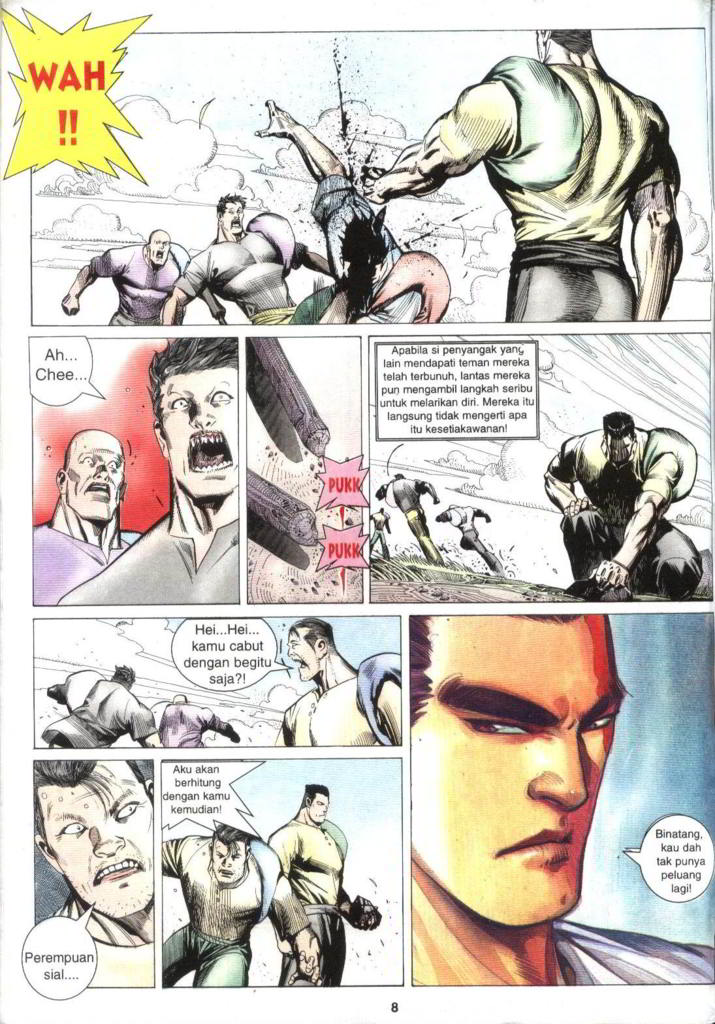 WAH
!!
Ah...
Chee...
PUKK
PUKK
Apabila si penyangak yang
lain mendapati teman mereka
telah terbunuh, lantas mereka
pun mengambil langkah seribu
untuk melarikan diri. Mereka itu
langsung tidak mengerti apa
itu kesetiakawanan!
Hei...Hei...
kamu cabut
dengan begitu
saja?!
Perempuan
sial....
Aku akan
berhitung
dengan kamu
kemudian!
Binatang,
kau dah
tak punya
peluang
lagi!
8